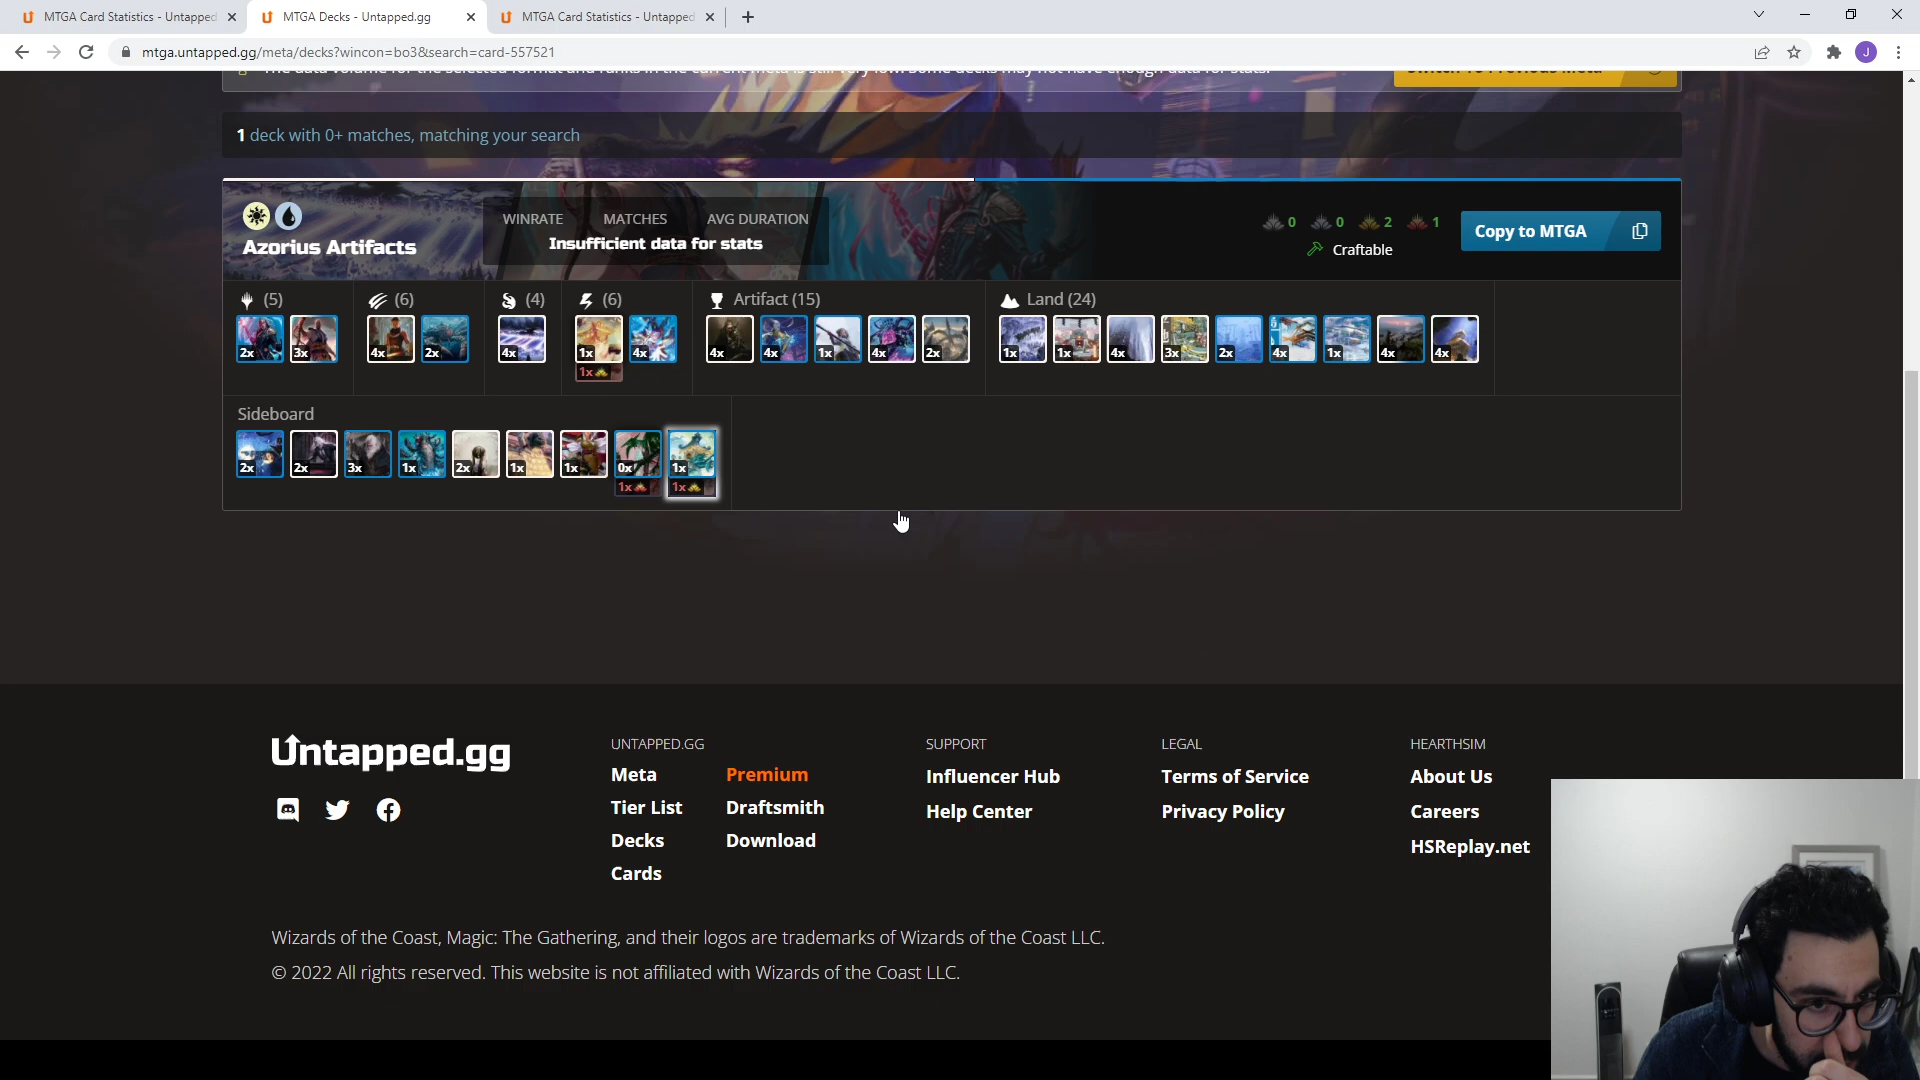 MTGA Card Statistics - Untapped
MTGA Decks - Untapped.gg
MTGA Card Statistics - Untapped
mtga.untapped.gg/meta/decks?wincon=bo3&search=card-557521
J
1 deck with 0+ matches, matching your search
WINRATE MATCHES AVG DURATION
Insufficient data for stats
Azorius Artifacts
0 0 2 1
Craftable
Copy to MTGA
(5) (6) (4) (6) Artifact (15) Land (24)
2x 3x 4x 2x 4x 1x 4x 4x 4x 1x 4x 2x 1x 1x 4x 3x 2x 4x 1x 4x 4x
1x
Sideboard
2x 2x 3x 1x 2x 1x 1x 0x 1x
1x 1x
Untapped.gg
UNTAPPED.GG
Meta
Tier List
Decks
Cards
Premium
Draftsmith
Download
SUPPORT
Influencer Hub
Help Center
LEGAL
Terms of Service
Privacy Policy
HEARTHSIM
About Us
Careers
HSReplay.net
Wizards of the Coast, Magic: The Gathering, and their logos are trademarks of Wizards of the Coast LLC.
© 2022 All rights reserved. This website is not affiliated with Wizards of the Coast LLC.